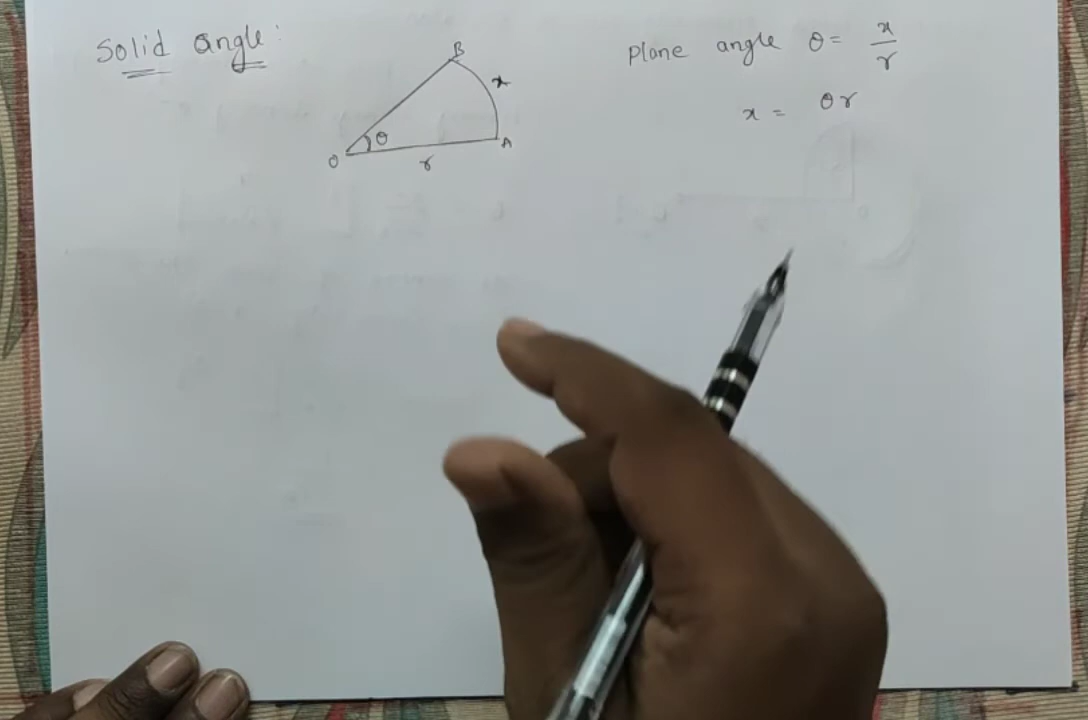 Solid angle:
B
x
θ
O
r
A
Plane angle θ = x/r
x = θr